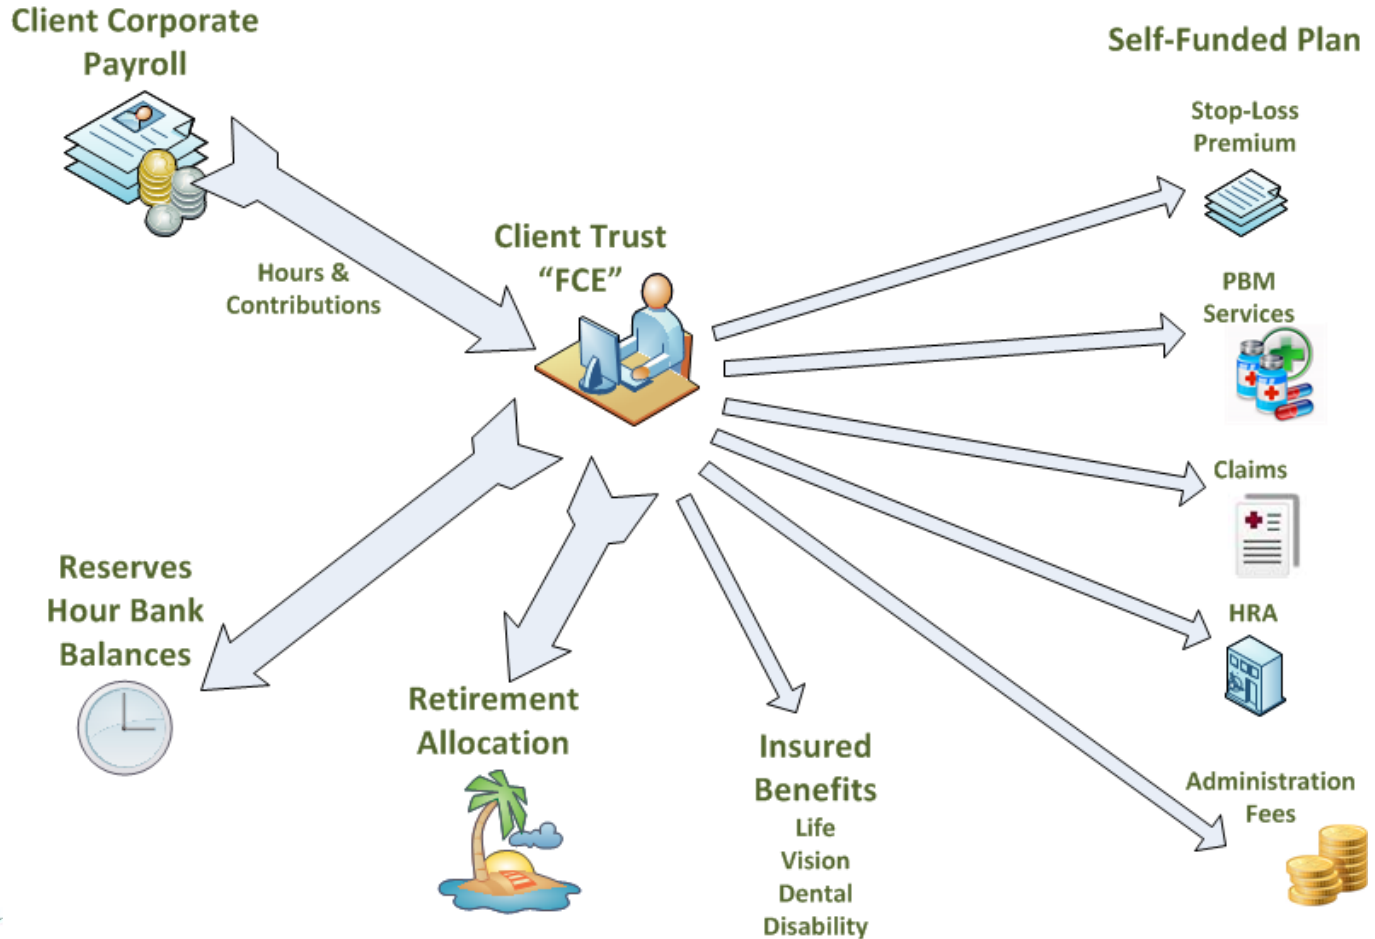 Client Corporate
Payroll
Self-Funded Plan
Stop-Loss
Premium
Client Trust
“FCE”
Hours &
Contributions
PBM
Services
Claims
Reserves
Hour Bank
Balances
HRA
Retirement
Allocation
Insured
Benefits
Life
Vision
Dental
Disability
Administration
Fees